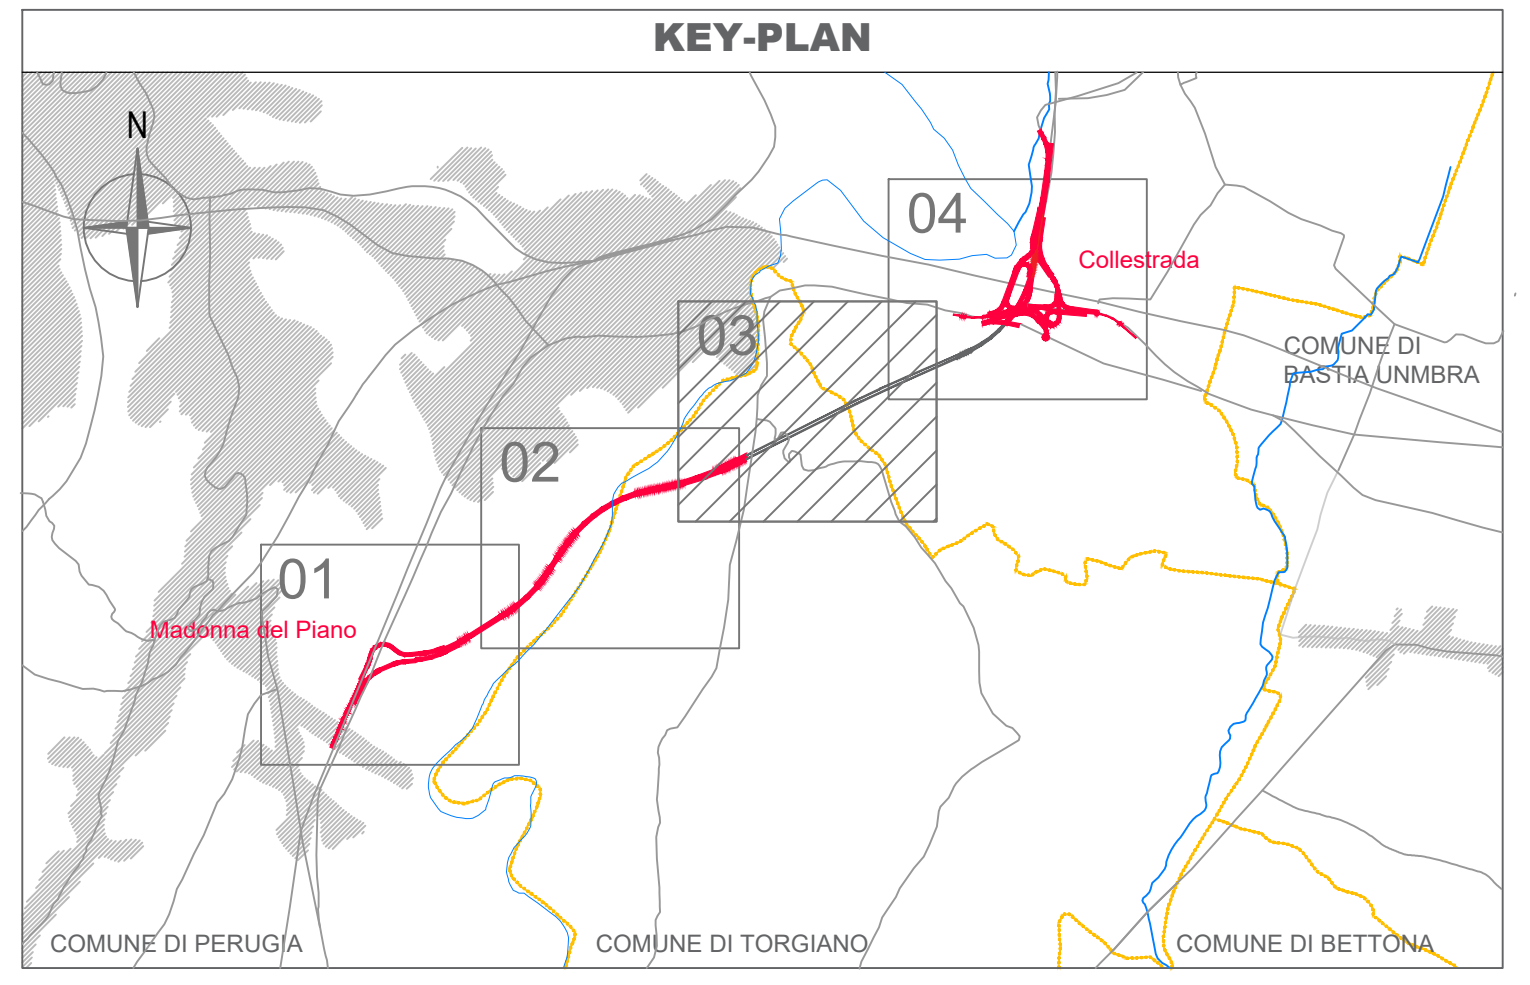 KEY-PLAN
N
04
Collestrada
03
COMUNE DI
BASTIA UNMBRA
02
01
Madonna del Piano
COMUNE DI PERUGIA
COMUNE DI TORGIANO
COMUNE DI BETTONA